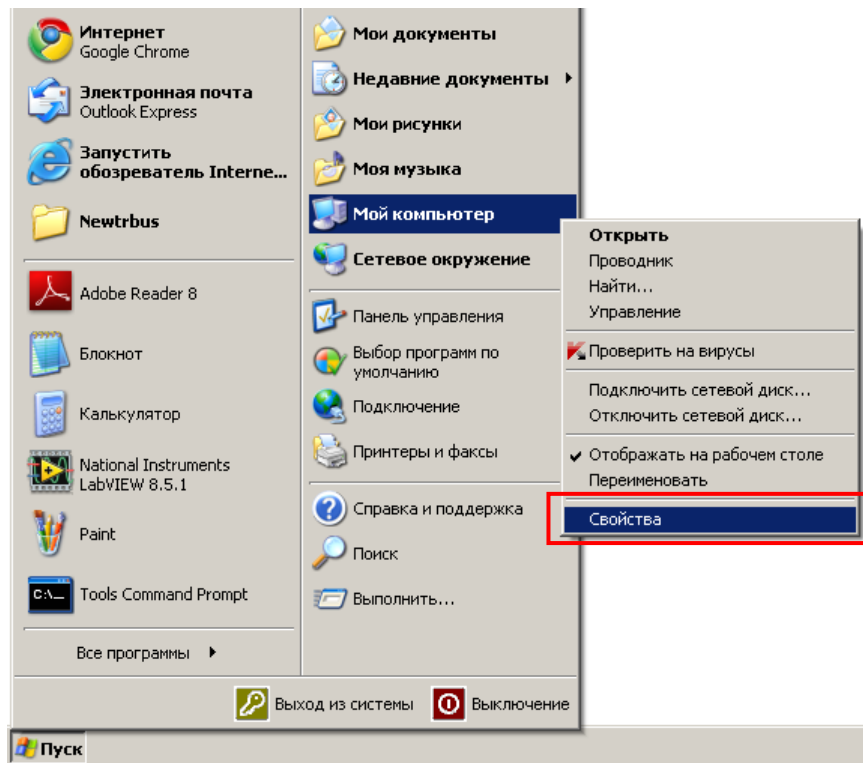 Интернет
Google Chrome
Электронная почта
Outlook Express
Запустить
обозреватель Interne...
Newtrbus
Adobe Reader 8
Блокнот
Калькулятор
National Instruments
LabVIEW 8.5.1
Paint
C:\_
Tools Command Prompt
Все программы
Мои документы
Недавние документы
Мои рисунки
Моя музыка
Мой компьютер
Сетевое окружение
Панель управления
Выбор программ по
умолчанию
Подключение
Принтеры и факсы
Справка и поддержка
Поиск
Выполнить...
Открыть
Проводник
Найти...
Управление
Проверить на вирусы
Подключить сетевой диск...
Отключить сетевой диск...
Отображать на рабочем столе
Переименовать
Свойства
Выход из системы
Выключение
Пуск